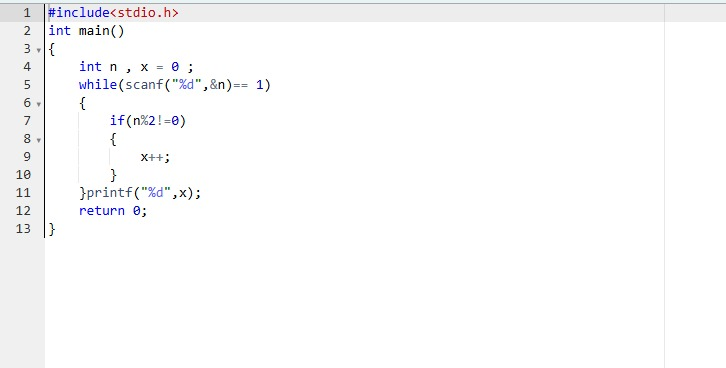 1 #include<stdio.h>
2 int main()
3 {
4 int n , x = 0 ;
5 while(scanf("%d",&n)== 1)
6 {
7 if(n%2!=0)
8 {
9 x++;
10 }
11 }printf("%d",x);
12 return 0;
13 }